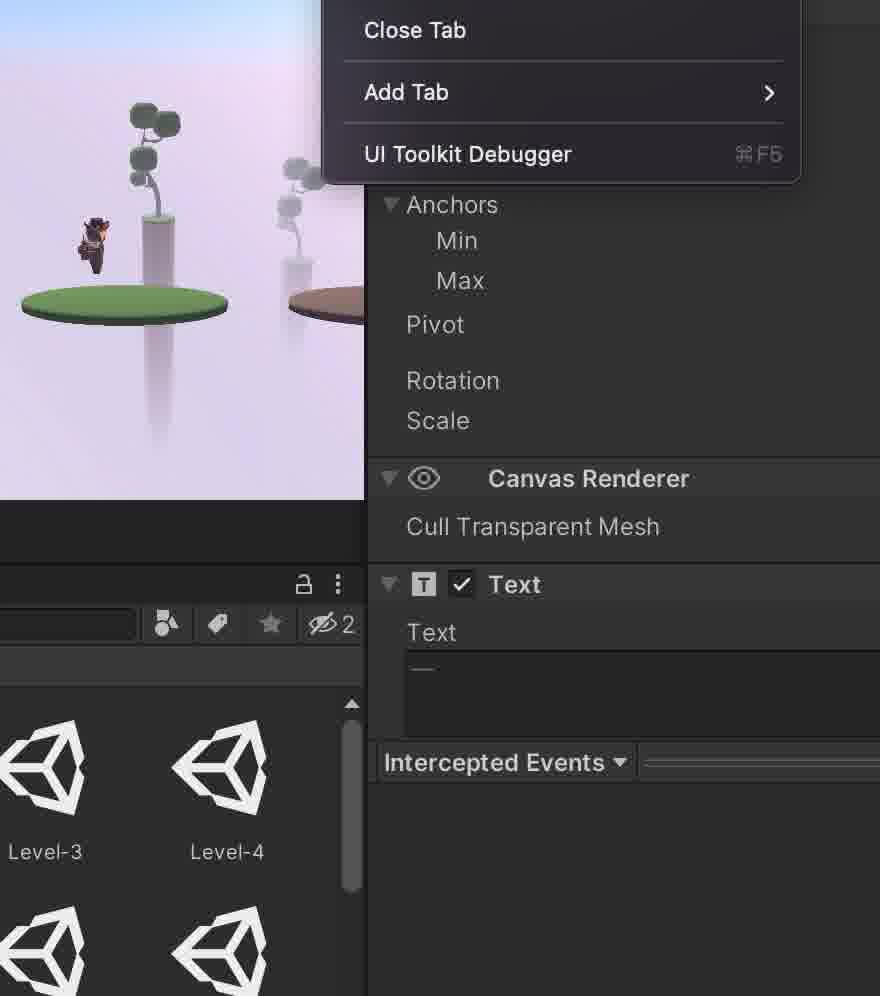 Close Tab
Add Tab
UI Toolkit Debugger ⌘F5
Anchors
Min
Max
Pivot
Rotation
Scale
Canvas Renderer
Cull Transparent Mesh
T Text
2
Text
—
Intercepted Events
Level-3 Level-4